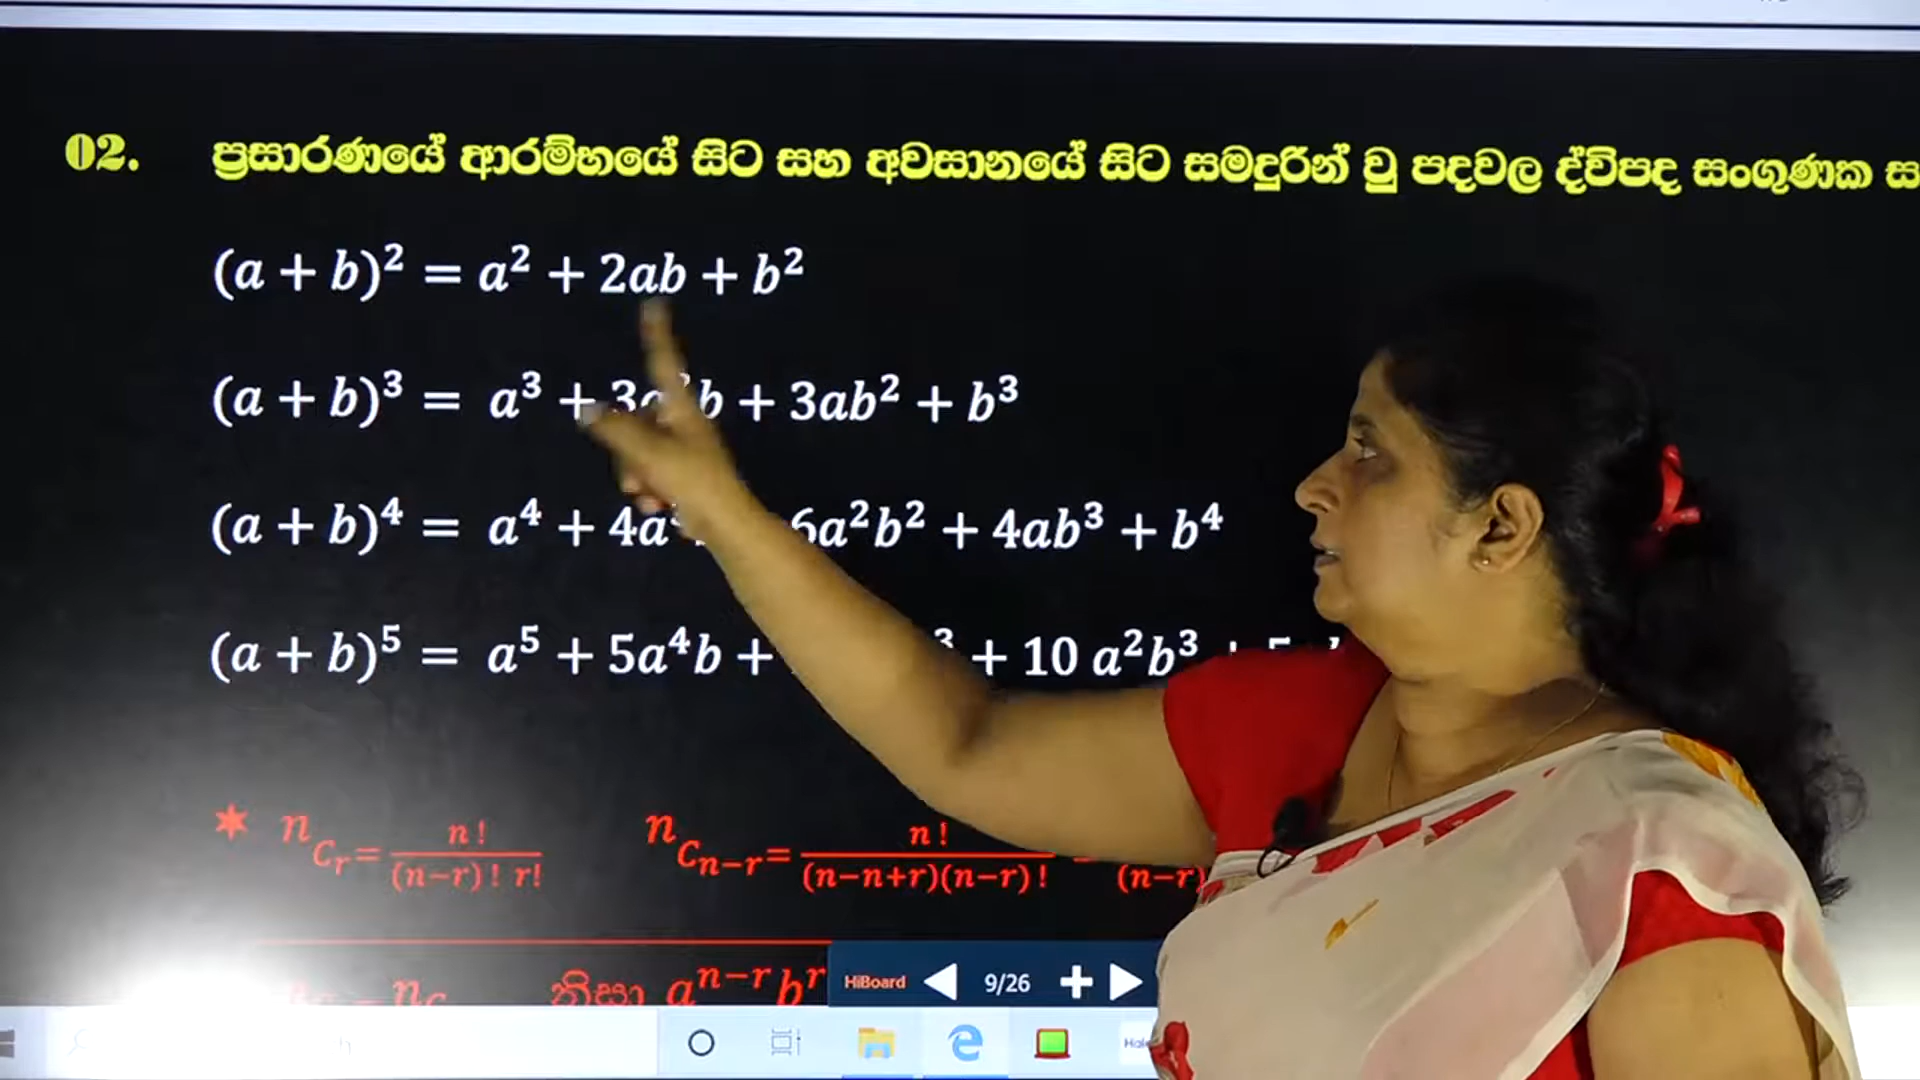 02. ප්‍රසාරණයේ ආරම්භයේ සිට සහ අවසානයේ සිට සමදුරින් වූ පදවල ද්විපද සංගුණක
(a + b)² = a² + 2ab + b²
(a + b)³ = a³ + 3a²b + 3ab² + b³
(a + b)⁴ = a⁴ + 4a³ 6a²b² + 4ab³ + b⁴
(a + b)⁵ = a⁵ + 5a⁴b + ³ + 10 a²b³ +
* ⁿCᵣ = n! / (n−r)! r! ⁿCₙ₋ᵣ = n! / (n−n+r)(n−r)! = (n−r)
නිසා aⁿ⁻ʳbʳ
HiBoard 9/26